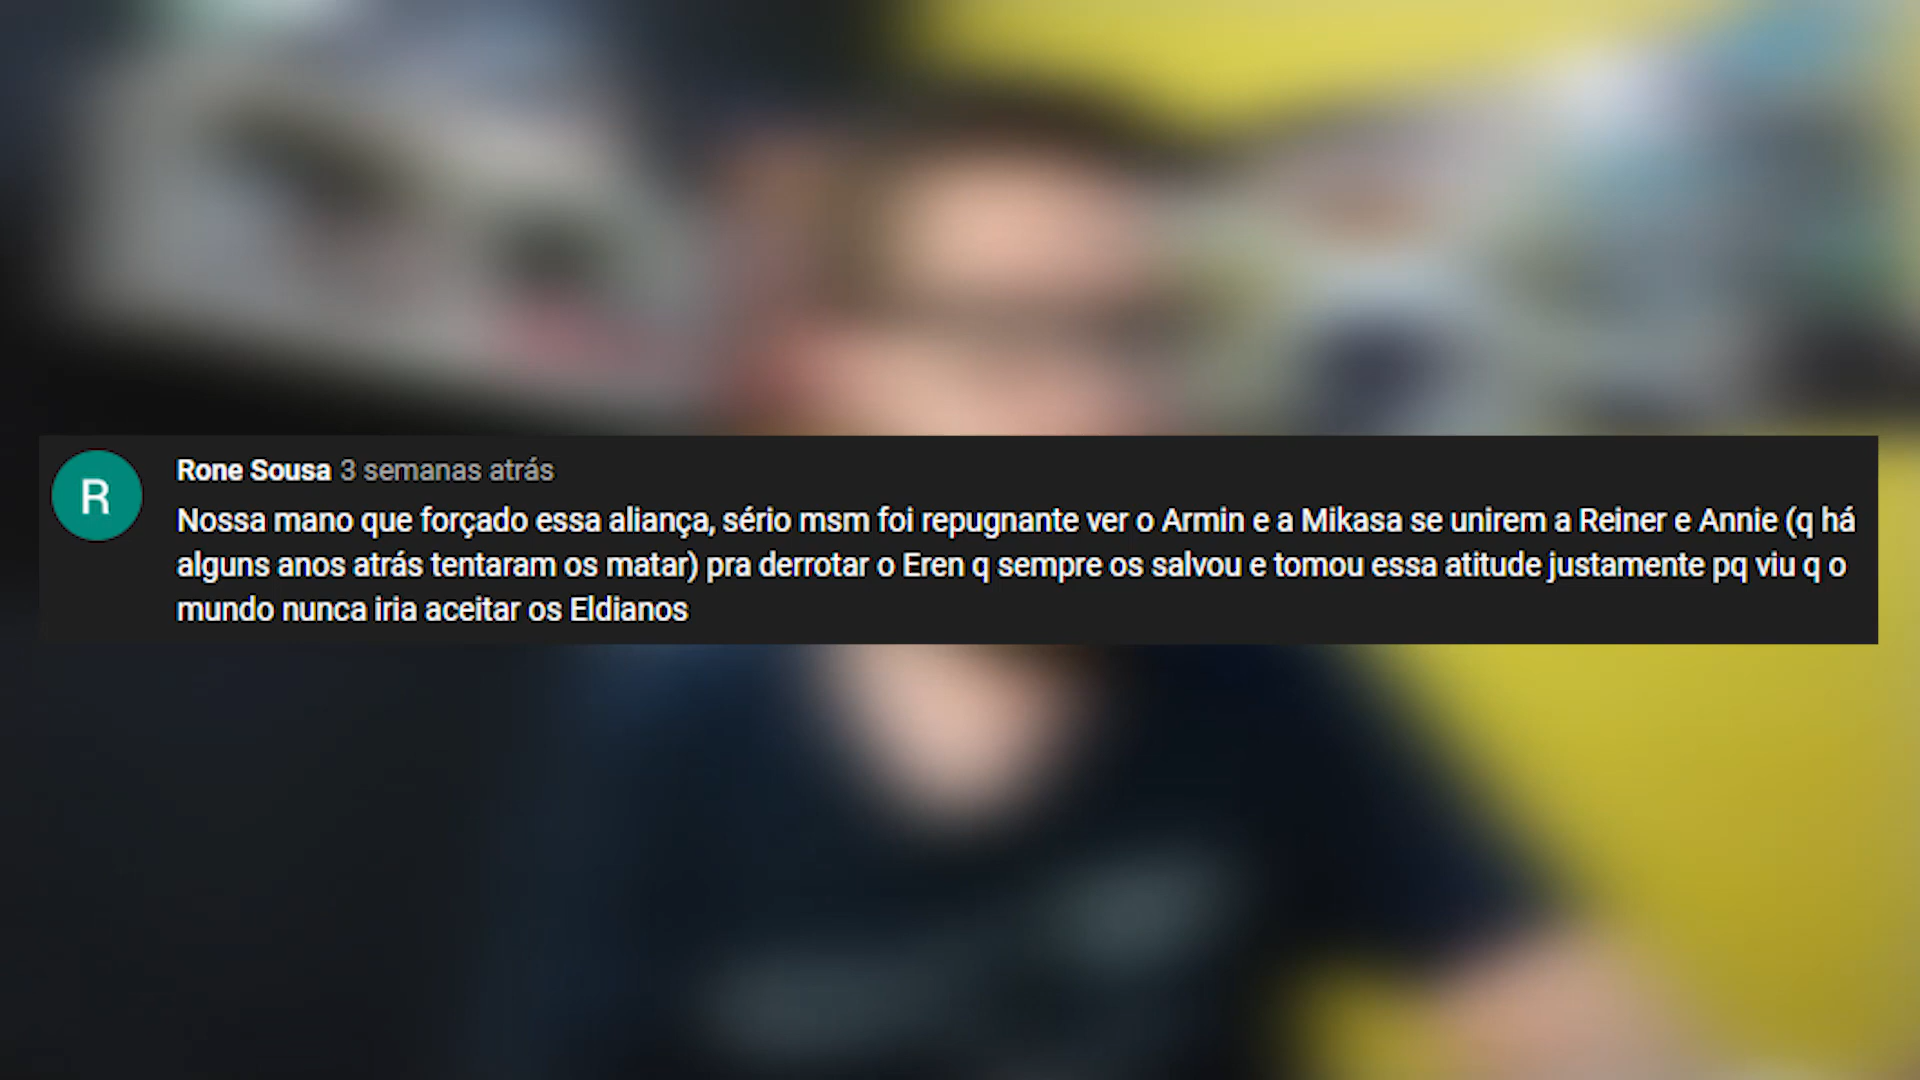 R
Rone Sousa 3 semanas atrás
Nossa mano que forçado essa aliança, sério msm foi repugnante ver o Armin e a Mikasa se unirem a Reiner e Annie (q há
alguns anos atrás tentaram os matar) pra derrotar o Eren q sempre os salvou e tomou essa atitude justamente pq viu q o
mundo nunca iria aceitar os Eldianos